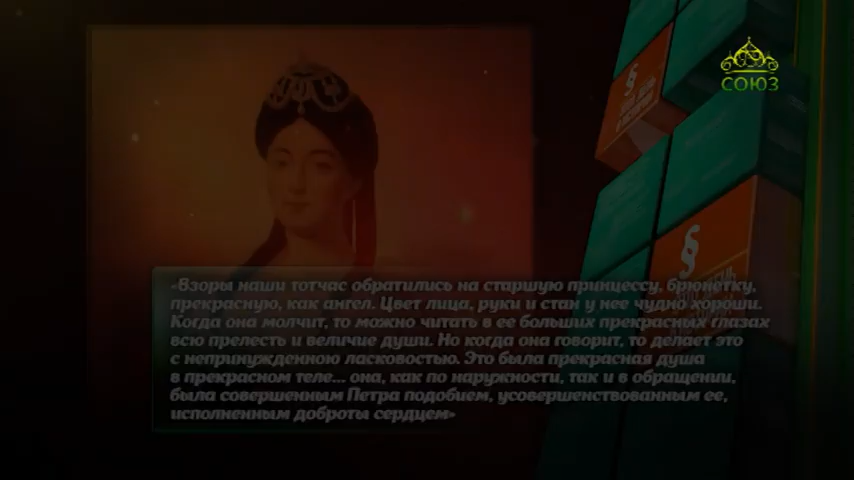 СОЮЗ
§
§
«Взоры наши тотчас обратились на старшую принцессу, брюнетку,
прекрасную, как ангел. Цвет лица, руки и стан у нее чудно хороши.
Когда она молчит, то можно читать в ее больших прекрасных глазах
всю прелесть и величие души. Но когда она говорит, то делает это
с непринужденною ласковостью. Это была прекрасная душа
в прекрасном теле... она, как по наружности, так и в обращении,
была совершенным Петра подобием, усовершенствованным ее,
исполненным доброты сердцем»